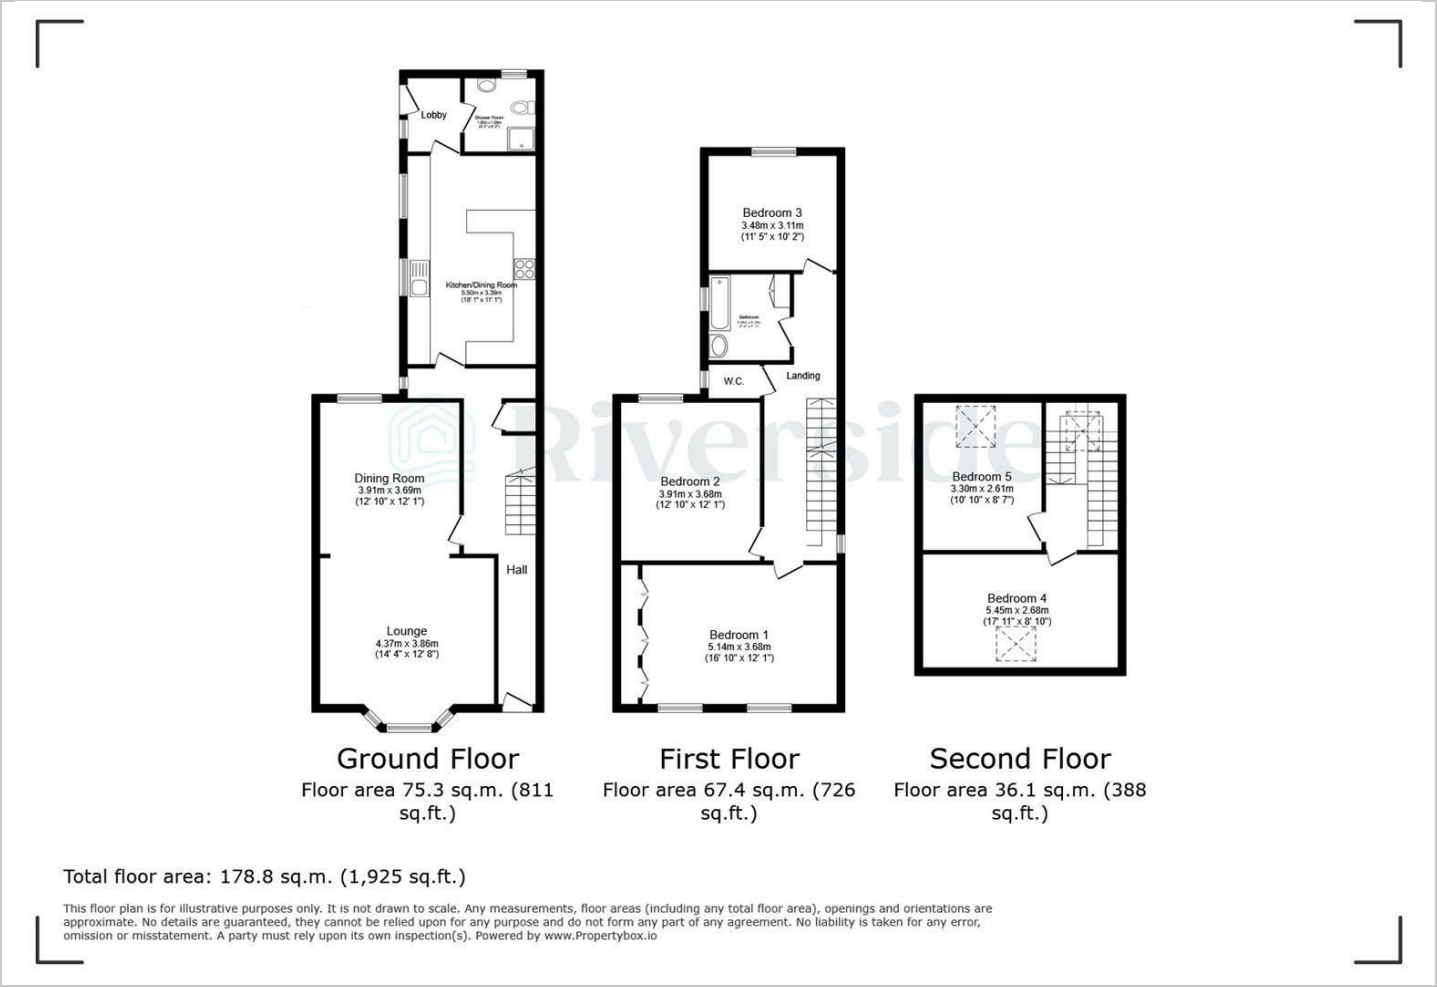 Lobby
Shower Room
Kitchen/Dining Room
5.50m x 3.39m
(18' 1" x 11' 1")
Dining Room
3.91m x 3.69m
(12' 10" x 12' 1")
Hall
Lounge
4.37m x 3.86m
(14' 4" x 12' 8")
Bedroom 3
3.48m x 3.11m
(11' 5" x 10' 2")
Bathroom
W.C.
Landing
Bedroom 2
3.91m x 3.68m
(12' 10" x 12' 1")
Bedroom 1
5.14m x 3.68m
(16' 10" x 12' 1")
Bedroom 5
3.30m x 2.61m
(10' 10" x 8' 7")
Bedroom 4
5.45m x 2.68m
(17' 11" x 8' 10")
Riverside
Ground Floor
Floor area 75.3 sq.m. (811
sq.ft.)
First Floor
Floor area 67.4 sq.m. (726
sq.ft.)
Second Floor
Floor area 36.1 sq.m. (388
sq.ft.)
Total floor area: 178.8 sq.m. (1,925 sq.ft.)
This floor plan is for illustrative purposes only. It is not drawn to scale. Any measurements, floor areas (including any total floor area), openings and orientations are
approximate. No details are guaranteed, they cannot be relied upon for any purpose and do not form any part of any agreement. No liability is taken for any error,
omission or misstatement. A party must rely upon its own inspection(s). Powered by www.Propertybox.io